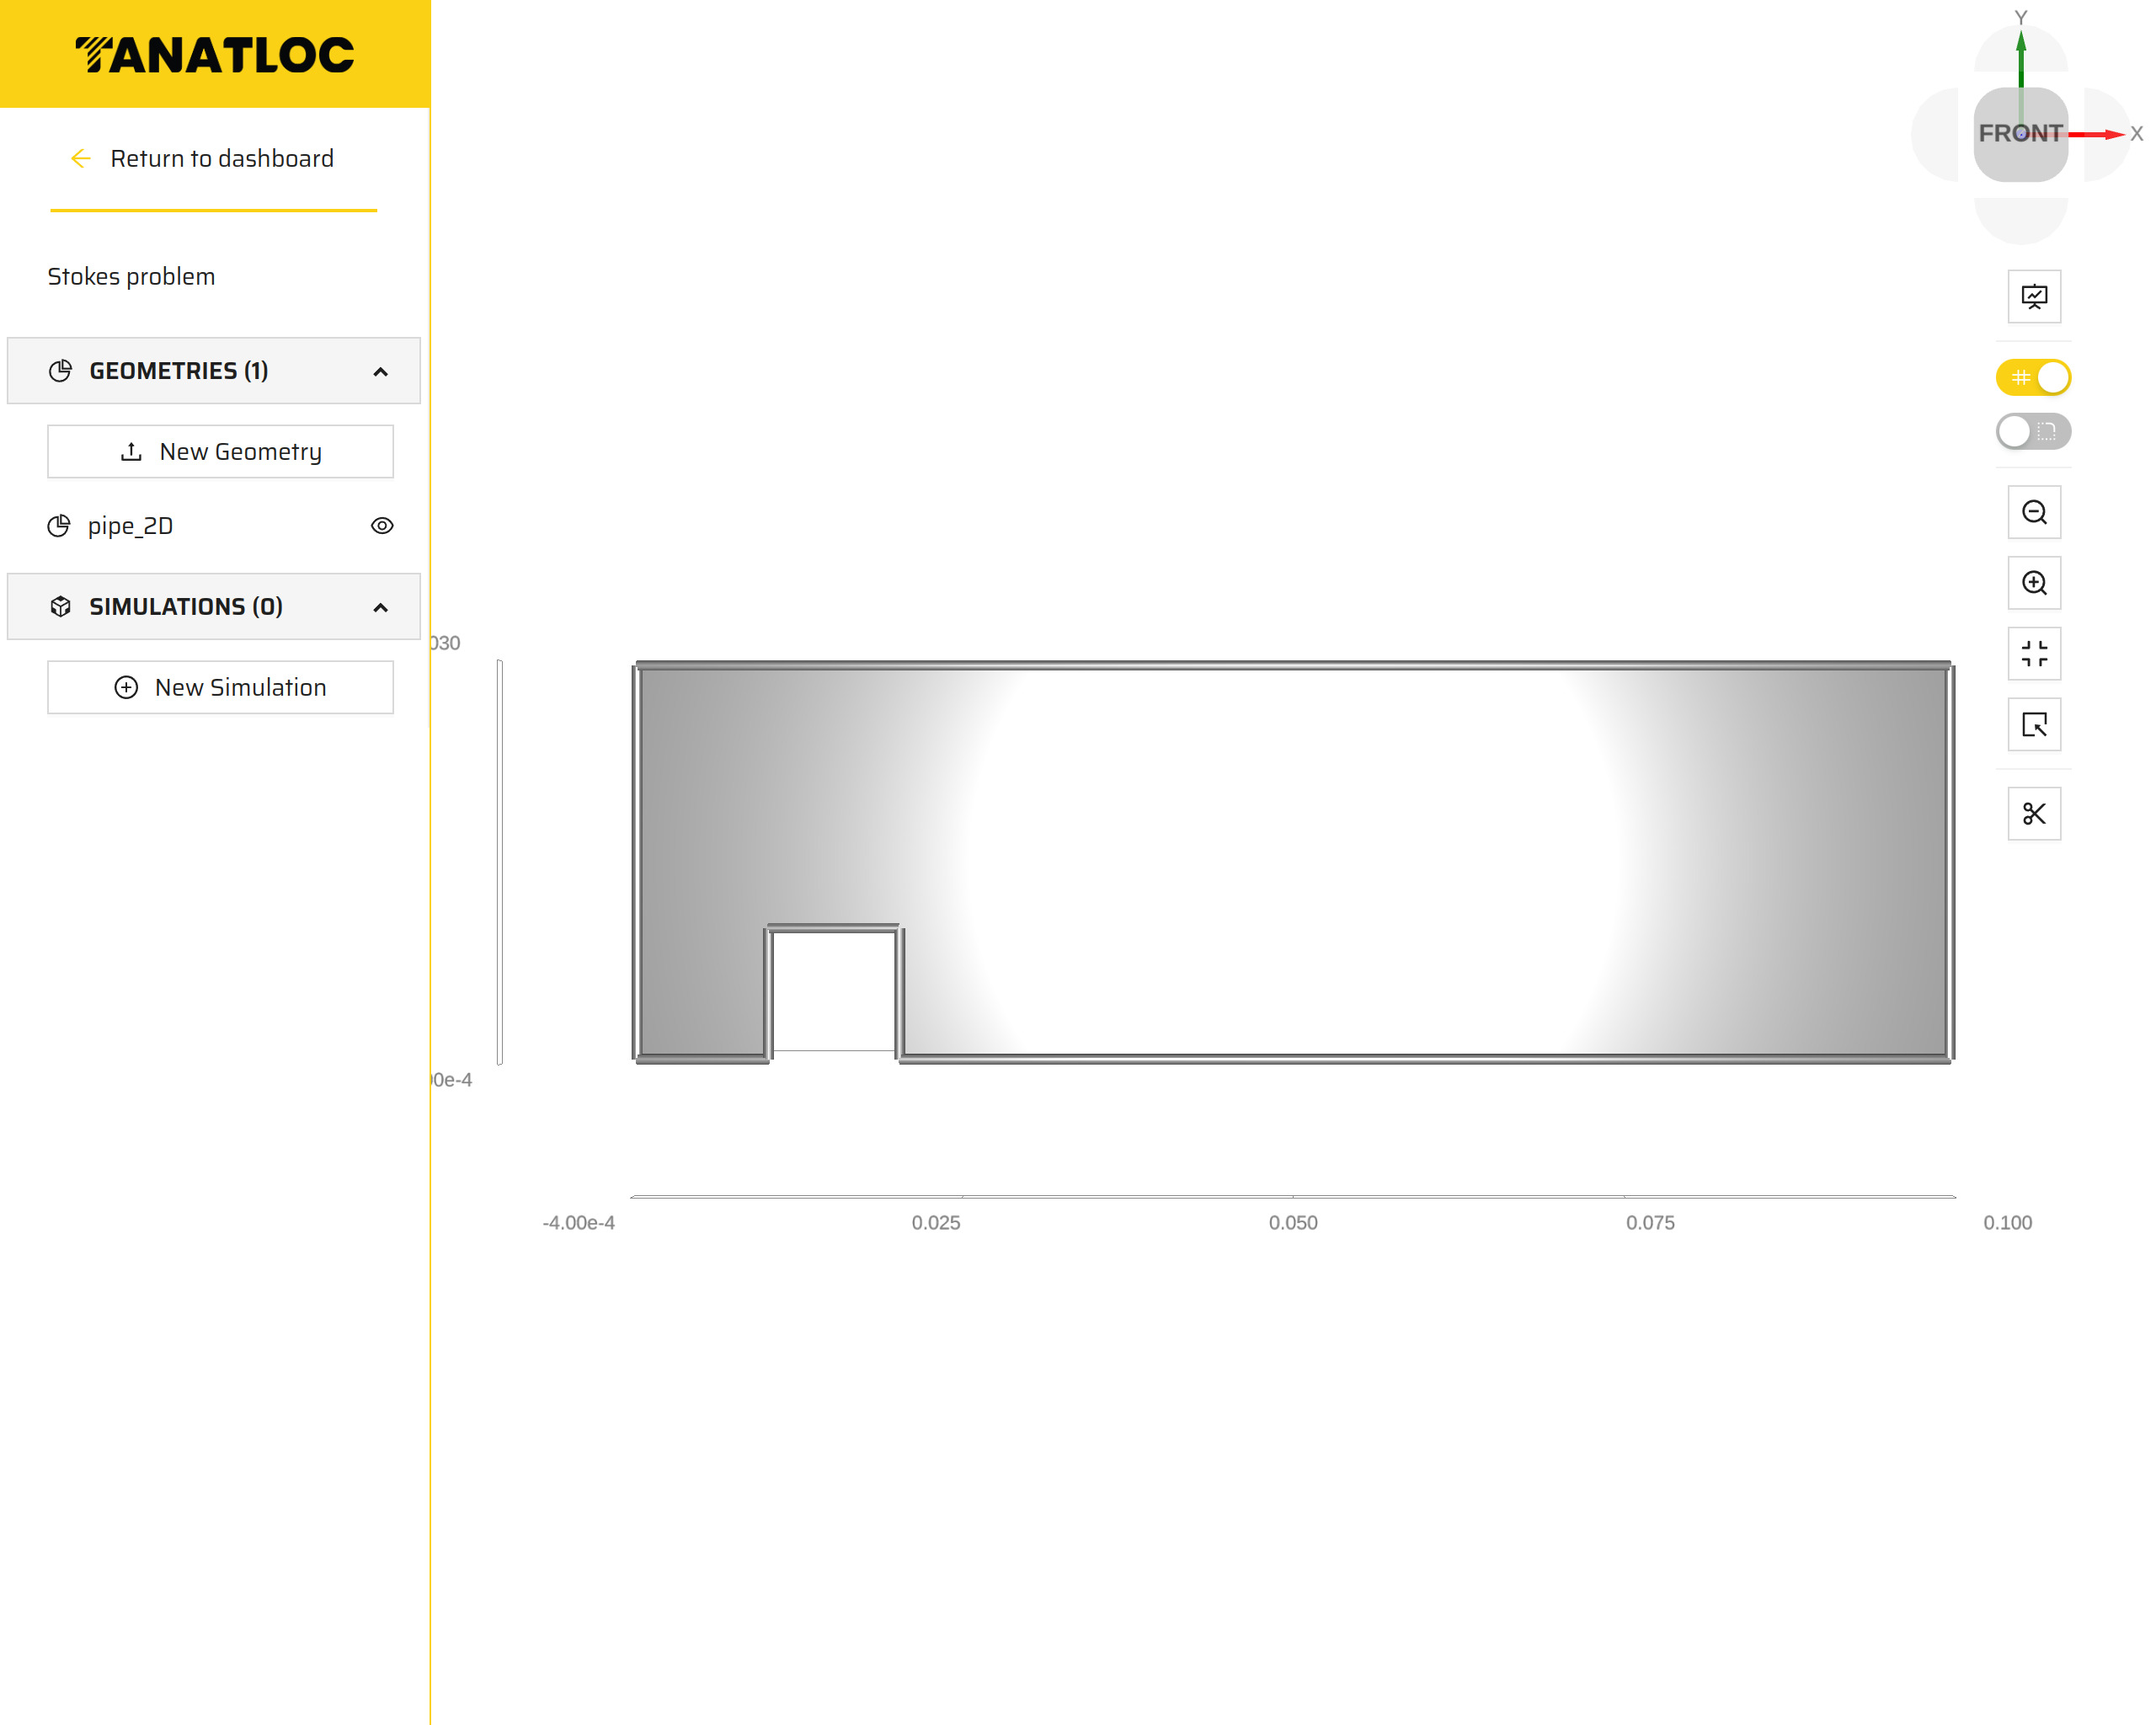 TANATLOC
Return to dashboard
Stokes problem
GEOMETRIES (1)
New Geometry
pipe_2D
SIMULATIONS (0)
New Simulation
Y
FRONT
X
030
0e-4
-4.00e-4 0.025 0.050 0.075 0.100